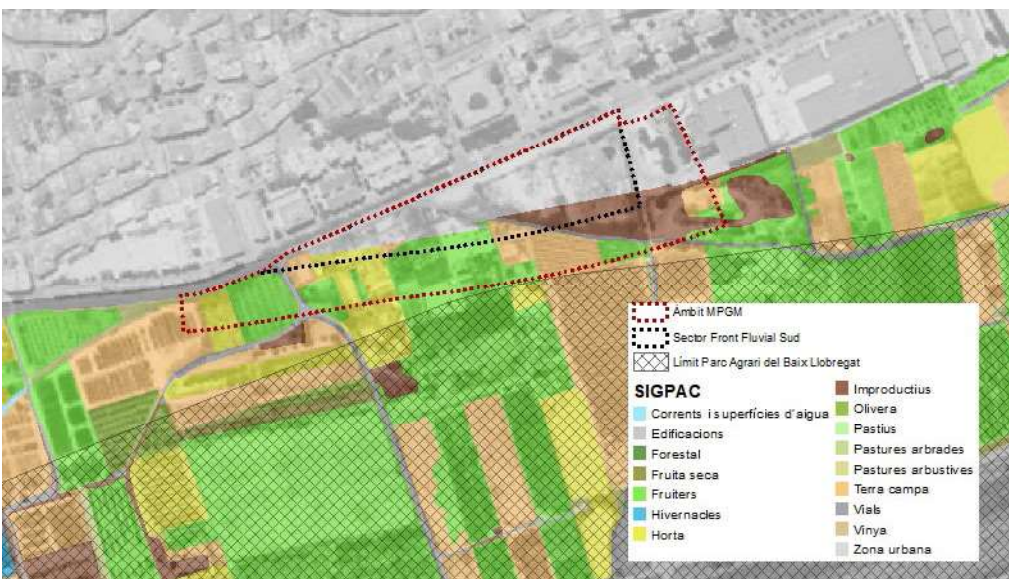 Àmbit MPGM
Sector Front Fluvial Sud
Límit Parc Agrari del Baix Llobregat
SIGPAC
Corrents i superfícies d'aigua
Edificacions
Forestal
Fruita seca
Fruiters
Hivernacles
Horta
Improductius
Olivera
Pastius
Pastures arbrades
Pastures arbustives
Terra campa
Vials
Vinya
Zona urbana